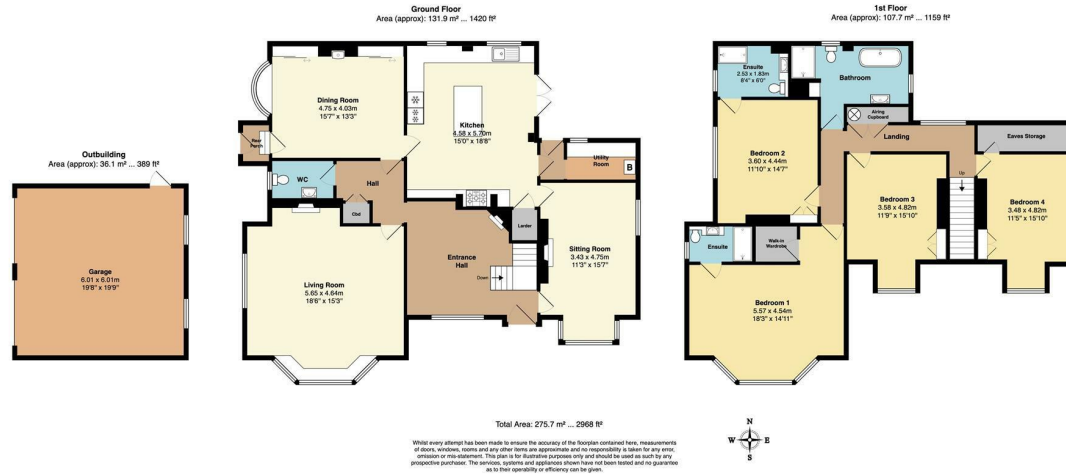 Ground Floor
Area (approx): 131.9 m² ... 1420 ft²
1st Floor
Area (approx): 107.7 m² ... 1159 ft²
Outbuilding
Area (approx): 36.1 m² ... 389 ft²
Garage
6.01 x 6.01m
19'8" x 19'9"
Dining Room
4.75 x 4.03m
15'7" x 13'3"
Kitchen
4.58 x 5.70m
15'0" x 18'8"
Rear
Porch
WC
Hall
Cbd
Utility
Room
B
Larder
Living Room
5.65 x 4.64m
18'6" x 15'3"
Entrance
Hall
Down
Sitting Room
3.43 x 4.75m
11'3" x 15'7"
Ensuite
2.53 x 1.83m
8'4" x 6'0"
Bathroom
Airing
Cupboard
Landing
Eaves Storage
Up
Bedroom 2
3.60 x 4.44m
11'10" x 14'7"
Bedroom 3
3.58 x 4.82m
11'9" x 15'10"
Bedroom 4
3.48 x 4.82m
11'5" x 15'10"
Ensuite
Walk-in
Wardrobe
Bedroom 1
5.57 x 4.54m
18'3" x 14'11"
Total Area: 275.7 m² ... 2968 ft²
Whilst every attempt has been made to ensure the accuracy of the floorplan contained here, measurements
of doors, windows, rooms and any other items are approximate and no responsibility is taken for any error,
omission or mis-statement. This plan is for illustrative purposes only and should be used as such by any
prospective purchaser. The services, systems and appliances shown have not been tested and no guarantee
as to their operability or efficiency can be given.
N
W E
S